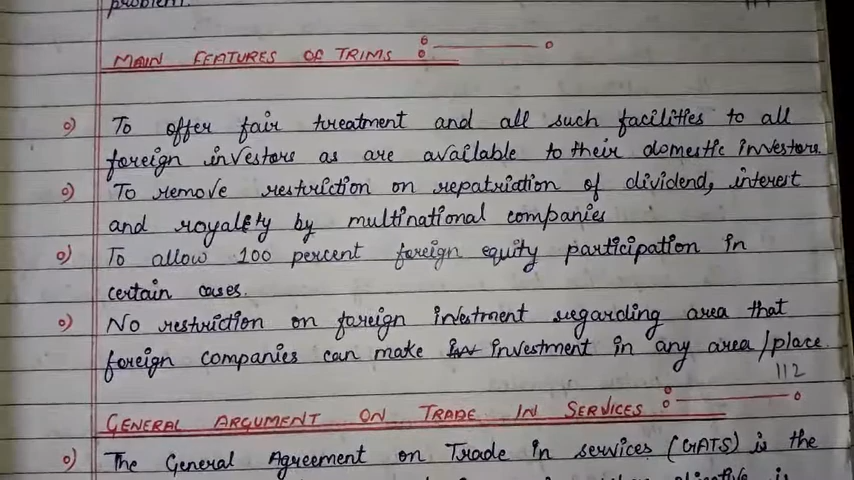 problem.
MAIN FEATURES OF TRIMS
o) To offer fair treatment and all such facilities to all
foreign investors as are available to their domestic investors.
o) To remove restriction on repatriation of dividend, interest
and royalety by multinational companies
o) To allow 100 percent foreign equity participation in
certain cases.
o) No restriction on foreign investment regarding area that
foreign companies can make investment in any area/place.
112
GENERAL ARGUMENT ON TRADE IN SERVICES
o) The General Agreement on Trade in services (GATS) is the
objective is